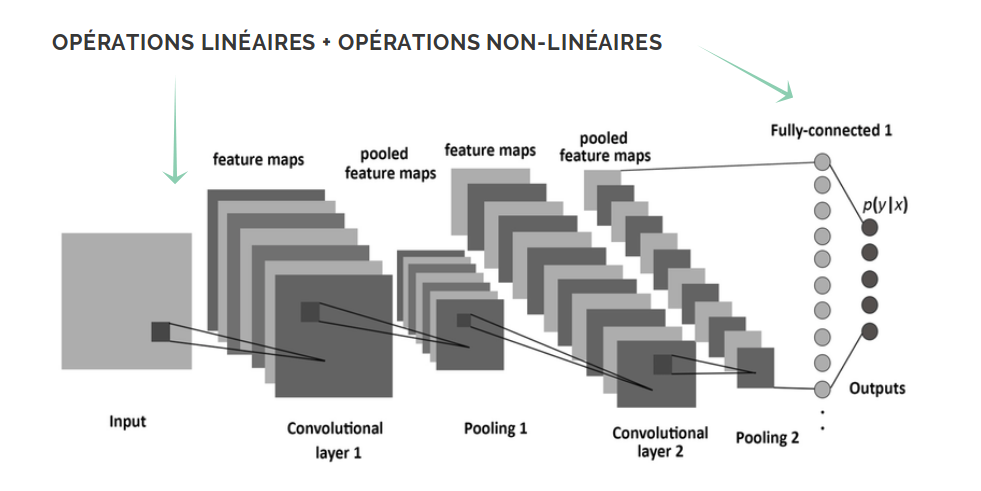 OPÉRATIONS LINÉAIRES + OPÉRATIONS NON-LINÉAIRES
Fully-connected 1
feature maps
pooled
feature maps
feature maps
pooled
feature maps
p(y|x)
Input
Convolutional
layer 1
Pooling 1
Convolutional
layer 2
Pooling 2
Outputs